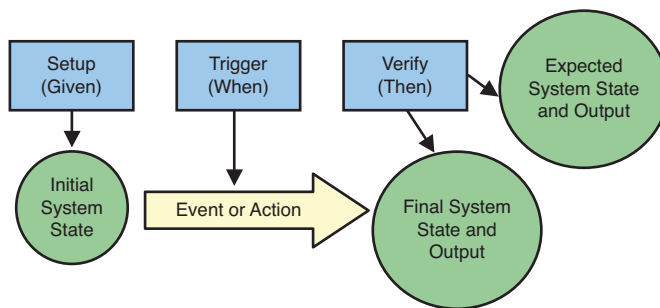 Setup
(Given)
Trigger
(When)
Verify
(Then)
Expected
System State
and Output
Initial
System
State
Event or Action
Final System
State and
Output